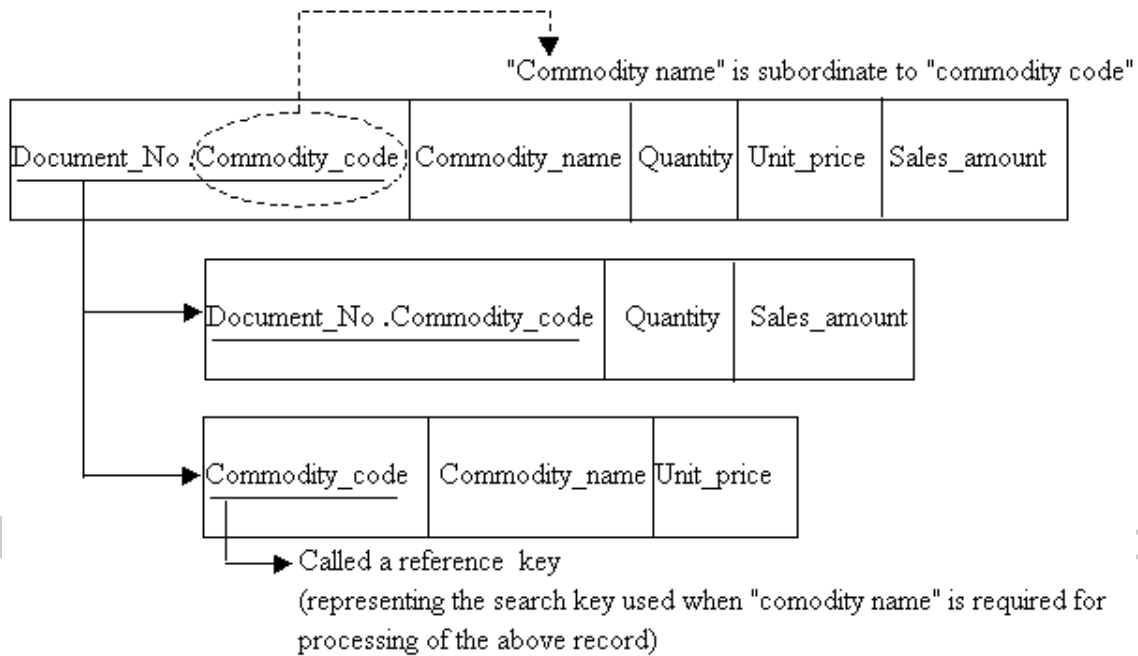 "Commodity name" is subordinate to "commodity code"
Document_No .Commodity_code Commodity_name Quantity Unit_price Sales_amount
Document_No .Commodity_code Quantity Sales_amount
Commodity_code Commodity_name Unit_price
Called a reference key
(representing the search key used when "comodity name" is required for
processing of the above record)